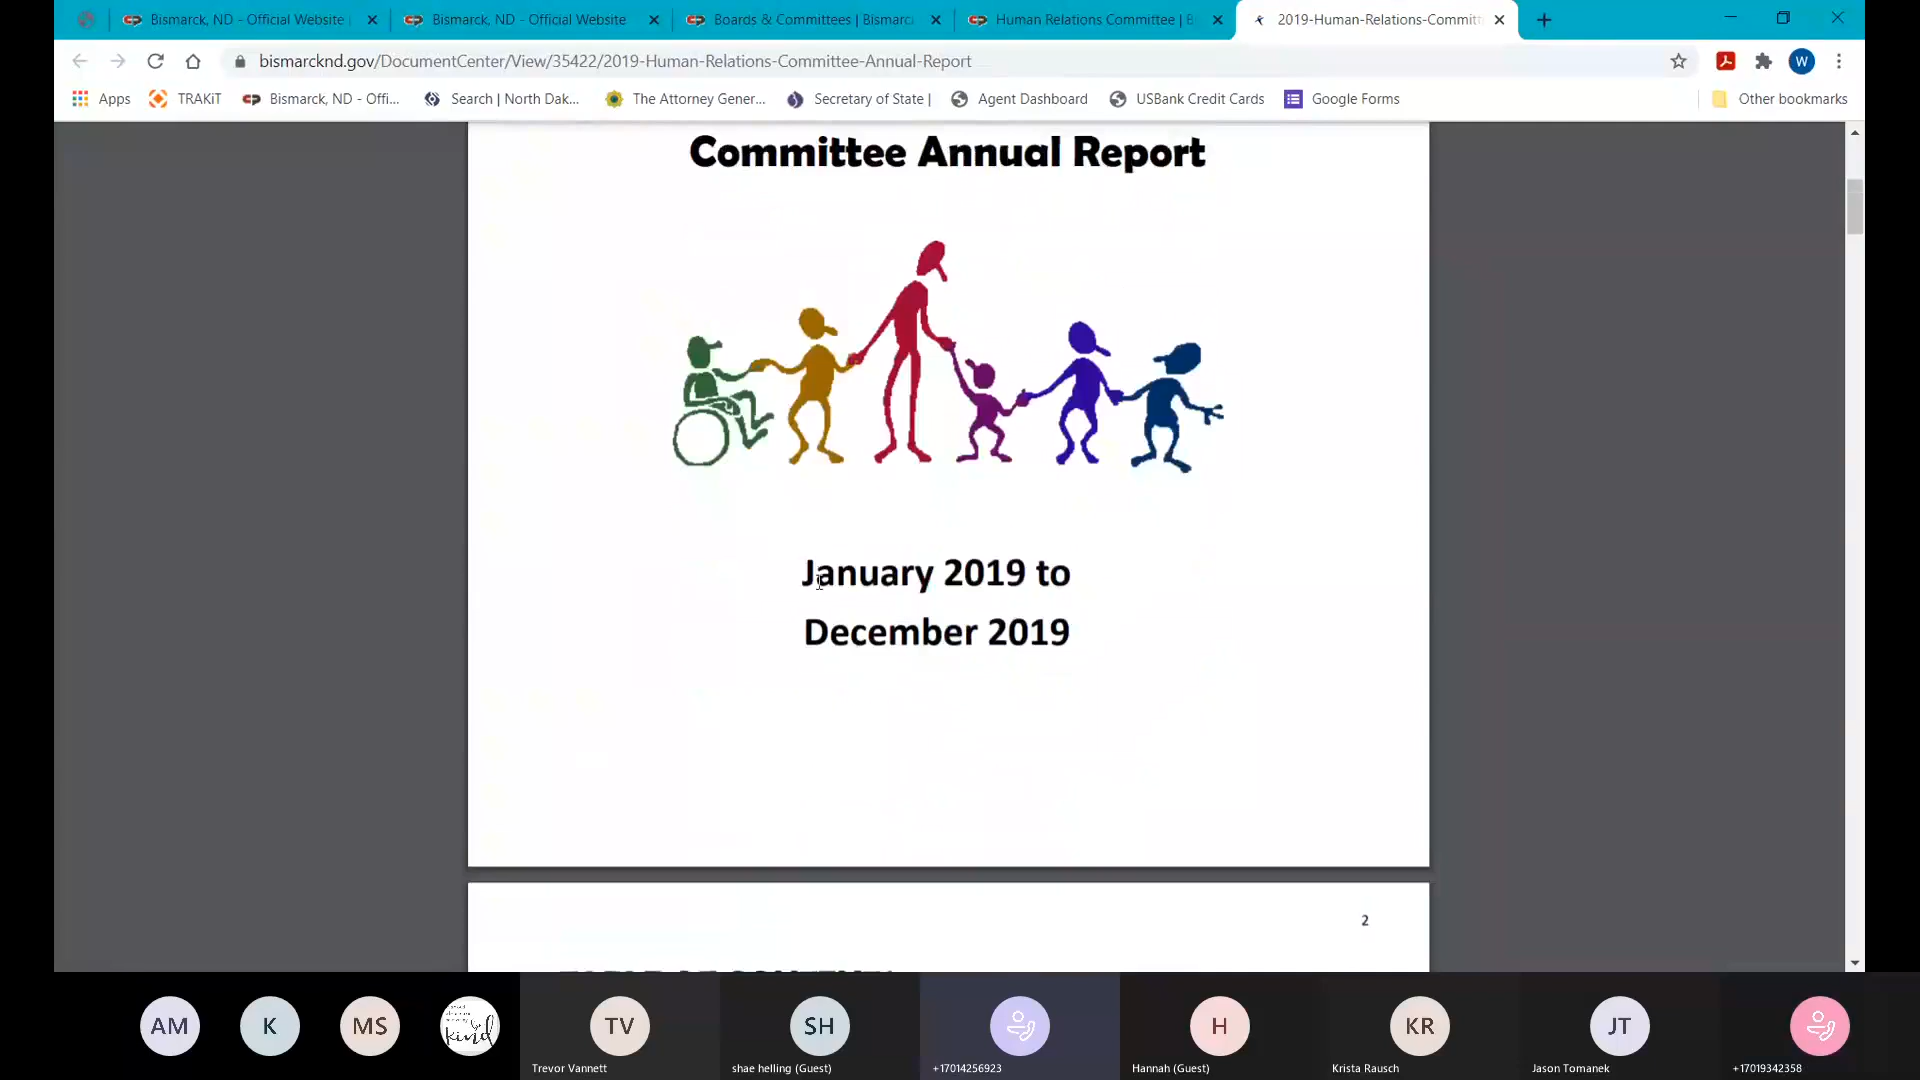 Bismarck, ND - Official Website |
Bismarck, ND - Official Website
Boards & Committees | Bismarc
Human Relations Committee | B
2019-Human-Relations-Committ
bismarcknd.gov/DocumentCenter/View/35422/2019-Human-Relations-Committee-Annual-Report
W
Apps
TRAKiT
Bismarck, ND - Offi...
Search | North Dak...
The Attorney Gener...
Secretary of State |
Agent Dashboard
USBank Credit Cards
Google Forms
Other bookmarks
Committee Annual Report
January 2019 to
December 2019
2
AM
K
MS
kind
TV
SH
H
KR
JT
Trevor Vannett
shae helling (Guest)
+17014256923
Hannah (Guest)
Krista Rausch
Jason Tomanek
+17019342358